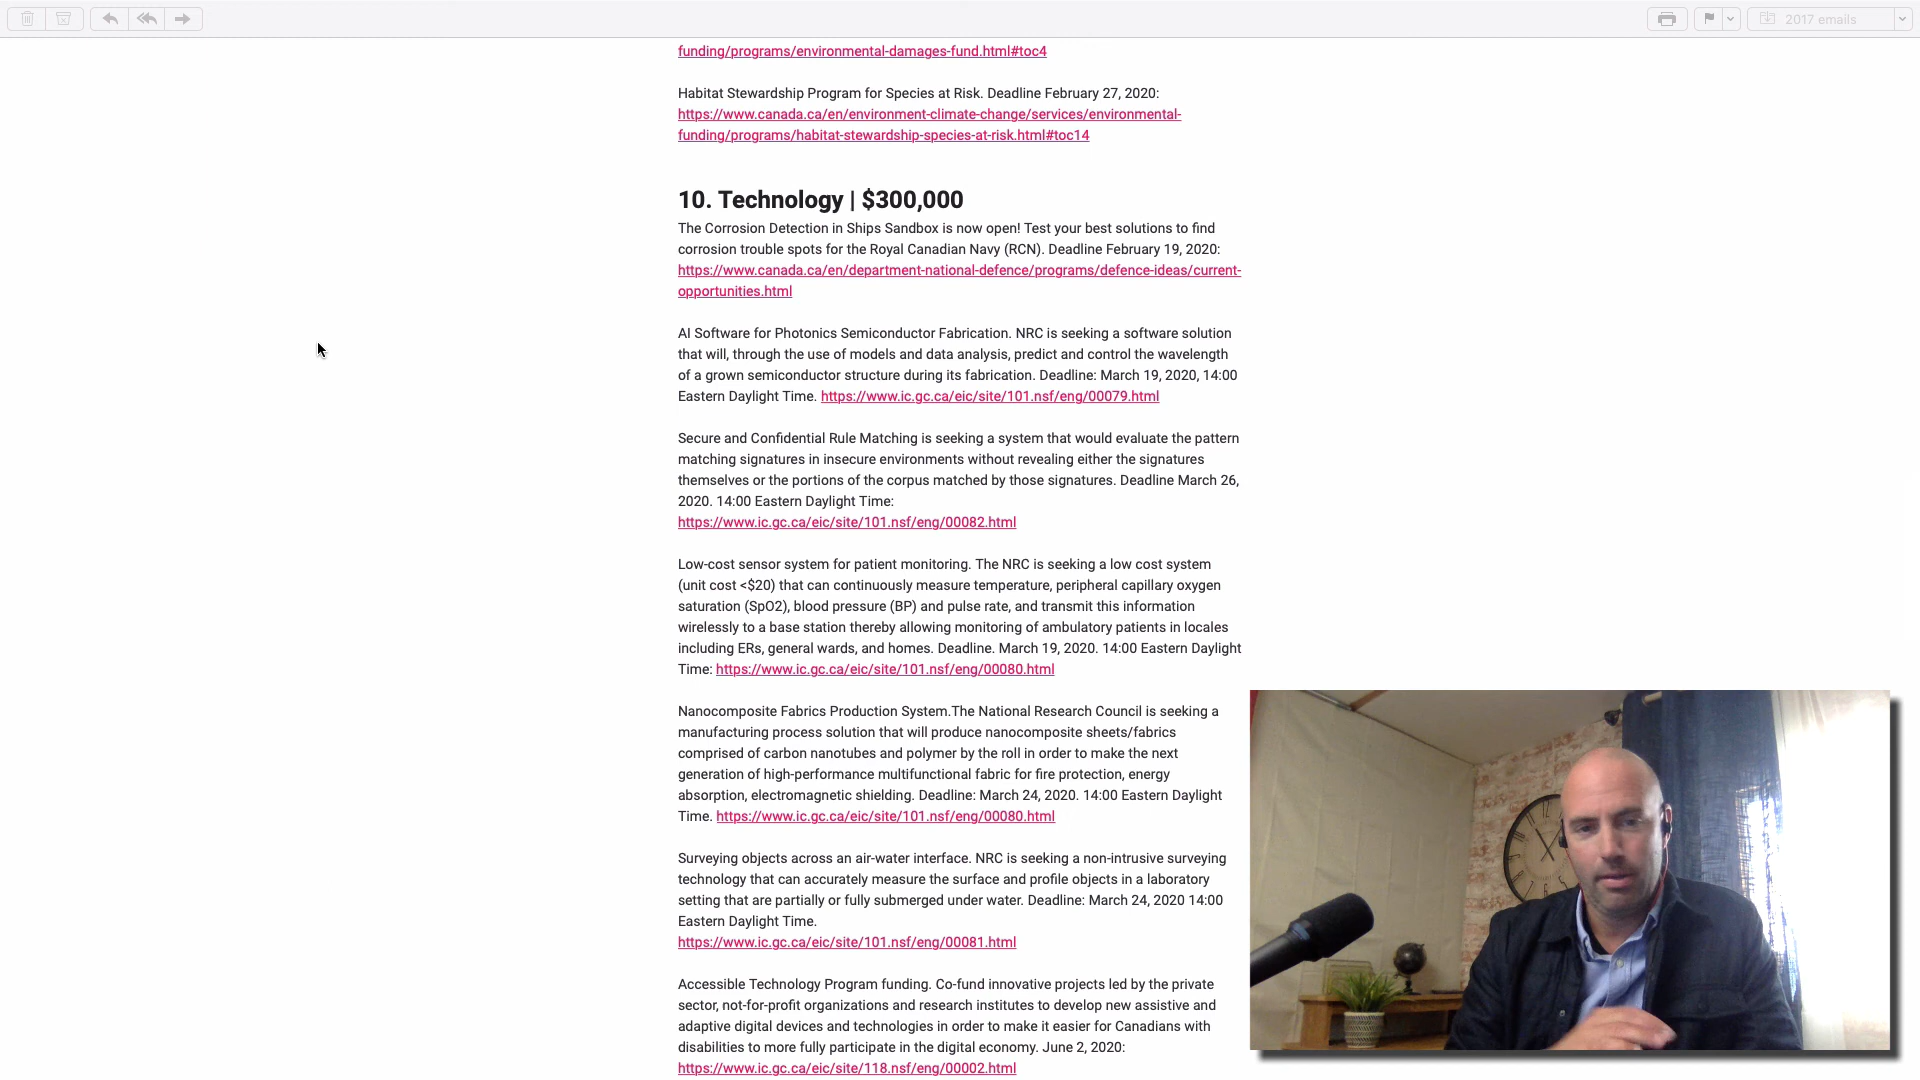 2017 emails
funding/programs/environmental-damages-fund.html#toc4
Habitat Stewardship Program for Species at Risk. Deadline February 27, 2020:
https://www.canada.ca/en/environment-climate-change/services/environmental-
funding/programs/habitat-stewardship-species-at-risk.html#toc14
10. Technology | $300,000
The Corrosion Detection in Ships Sandbox is now open! Test your best solutions to find
corrosion trouble spots for the Royal Canadian Navy (RCN). Deadline February 19, 2020:
https://www.canada.ca/en/department-national-defence/programs/defence-ideas/current-
opportunities.html
AI Software for Photonics Semiconductor Fabrication. NRC is seeking a software solution
that will, through the use of models and data analysis, predict and control the wavelength
of a grown semiconductor structure during its fabrication. Deadline: March 19, 2020, 14:00
Eastern Daylight Time. https://www.ic.gc.ca/eic/site/101.nsf/eng/00079.html
Secure and Confidential Rule Matching is seeking a system that would evaluate the pattern
matching signatures in insecure environments without revealing either the signatures
themselves or the portions of the corpus matched by those signatures. Deadline March 26,
2020. 14:00 Eastern Daylight Time:
https://www.ic.gc.ca/eic/site/101.nsf/eng/00082.html
Low-cost sensor system for patient monitoring. The NRC is seeking a low cost system
(unit cost <$20) that can continuously measure temperature, peripheral capillary oxygen
saturation (SpO2), blood pressure (BP) and pulse rate, and transmit this information
wirelessly to a base station thereby allowing monitoring of ambulatory patients in locales
including ERs, general wards, and homes. Deadline. March 19, 2020. 14:00 Eastern Daylight
Time: https://www.ic.gc.ca/eic/site/101.nsf/eng/00080.html
Nanocomposite Fabrics Production System.The National Research Council is seeking a
manufacturing process solution that will produce nanocomposite sheets/fabrics
comprised of carbon nanotubes and polymer by the roll in order to make the next
generation of high-performance multifunctional fabric for fire protection, energy
absorption, electromagnetic shielding. Deadline: March 24, 2020. 14:00 Eastern Daylight
Time. https://www.ic.gc.ca/eic/site/101.nsf/eng/00080.html
Surveying objects across an air-water interface. NRC is seeking a non-intrusive surveying
technology that can accurately measure the surface and profile objects in a laboratory
setting that are partially or fully submerged under water. Deadline: March 24, 2020 14:00
Eastern Daylight Time.
https://www.ic.gc.ca/eic/site/101.nsf/eng/00081.html
Accessible Technology Program funding. Co-fund innovative projects led by the private
sector, not-for-profit organizations and research institutes to develop new assistive and
adaptive digital devices and technologies in order to make it easier for Canadians with
disabilities to more fully participate in the digital economy. June 2, 2020:
https://www.ic.gc.ca/eic/site/118.nsf/eng/00002.html